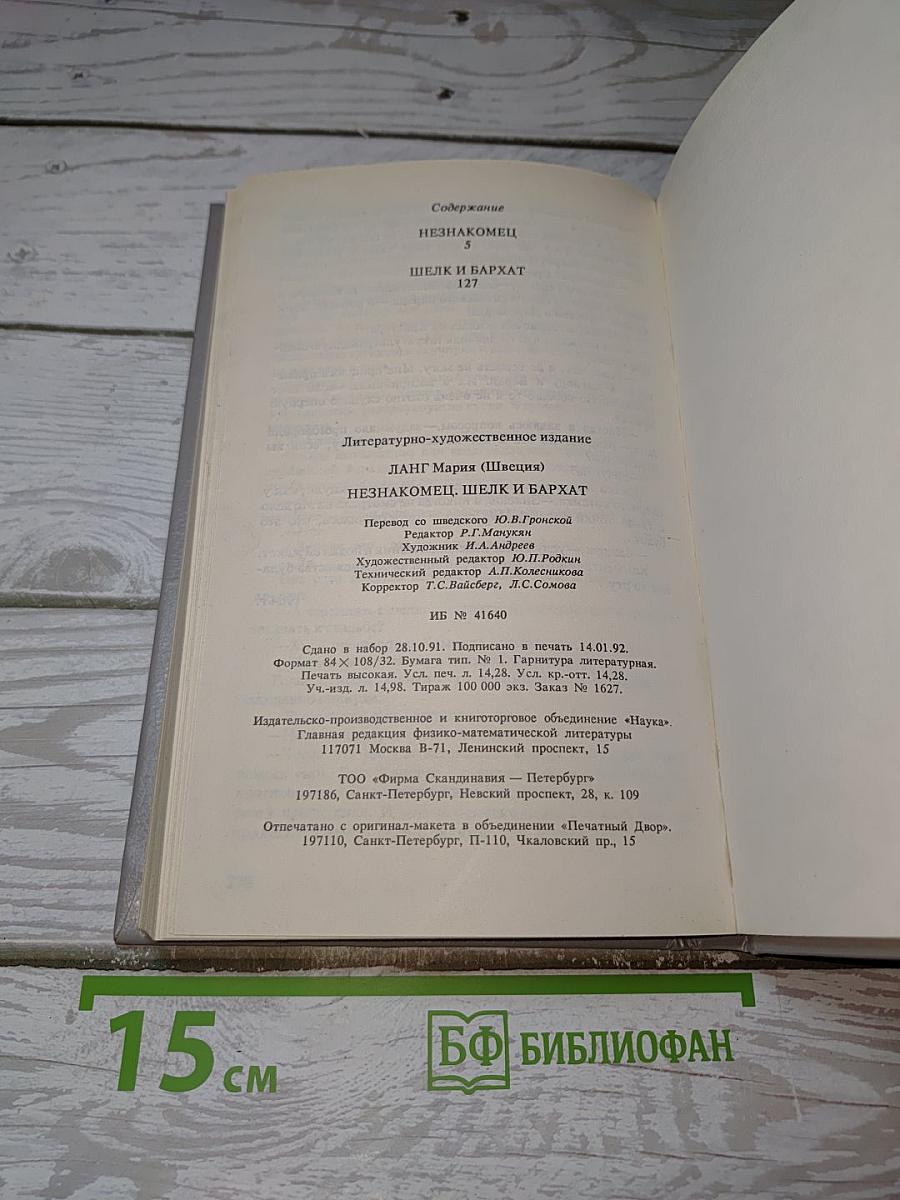 Содержание
НЕЗНАКОМЕЦ
5
ШЕЛК И БАРХАТ
127
Литературно-художественное издание
ЛАНГ Мария (Швеция)
НЕЗНАКОМЕЦ. ШЕЛК И БАРХАТ
Перевод со шведского Ю.В.Гронской
Редактор Р.Г.Манукян
Художник И.А.Андреев
Художественный редактор Ю.П.Родкин
Технический редактор А.П.Колесникова
Корректор Т.С.Вайсберг, Л.С.Сомова
ИБ № 41640
Сдано в набор 28.10.91. Подписано в печать 14.01.92.
Формат 84×108/32. Бумага тип. № 1. Гарнитура литературная.
Печать высокая. Усл. печ. л. 14,28. Усл. кр.-отт. 14,28.
Уч.-изд. л. 14,98. Тираж 100 000 экз. Заказ № 1627.
Издательско-производственное и книготорговое объединение «Наука».
Главная редакция физико-математической литературы
117071 Москва В-71, Ленинский проспект, 15
ТОО «Фирма Скандинавия — Петербург»
197186, Санкт-Петербург, Невский проспект, 28, к. 109
Отпечатано с оригинал-макета в объединении «Печатный Двор».
197110, Санкт-Петербург, П-110, Чкаловский пр., 15
15 см
БФ БИБЛИОФАН